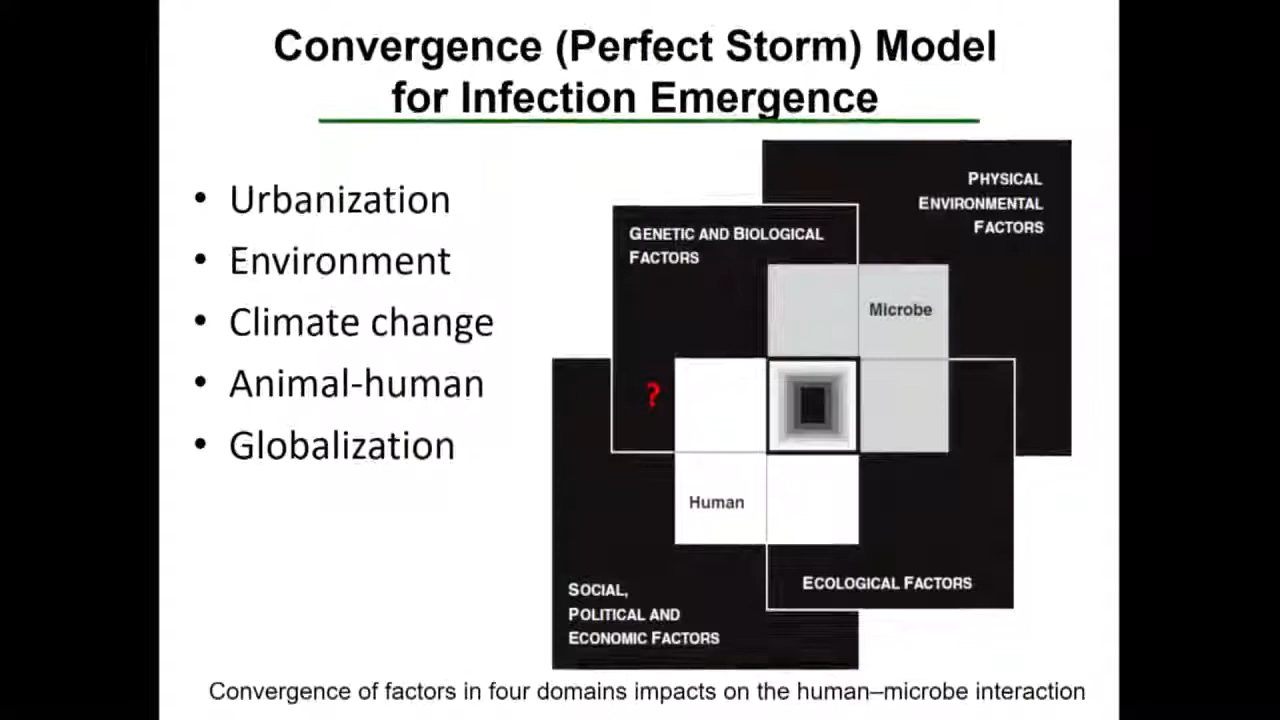 Convergence (Perfect Storm) Model
for Infection Emergence
• Urbanization
• Environment
• Climate change
• Animal-human
• Globalization
PHYSICAL
ENVIRONMENTAL
FACTORS
GENETIC AND BIOLOGICAL
FACTORS
Microbe
?
Human
ECOLOGICAL FACTORS
SOCIAL,
POLITICAL AND
ECONOMIC FACTORS
Convergence of factors in four domains impacts on the human–microbe interaction